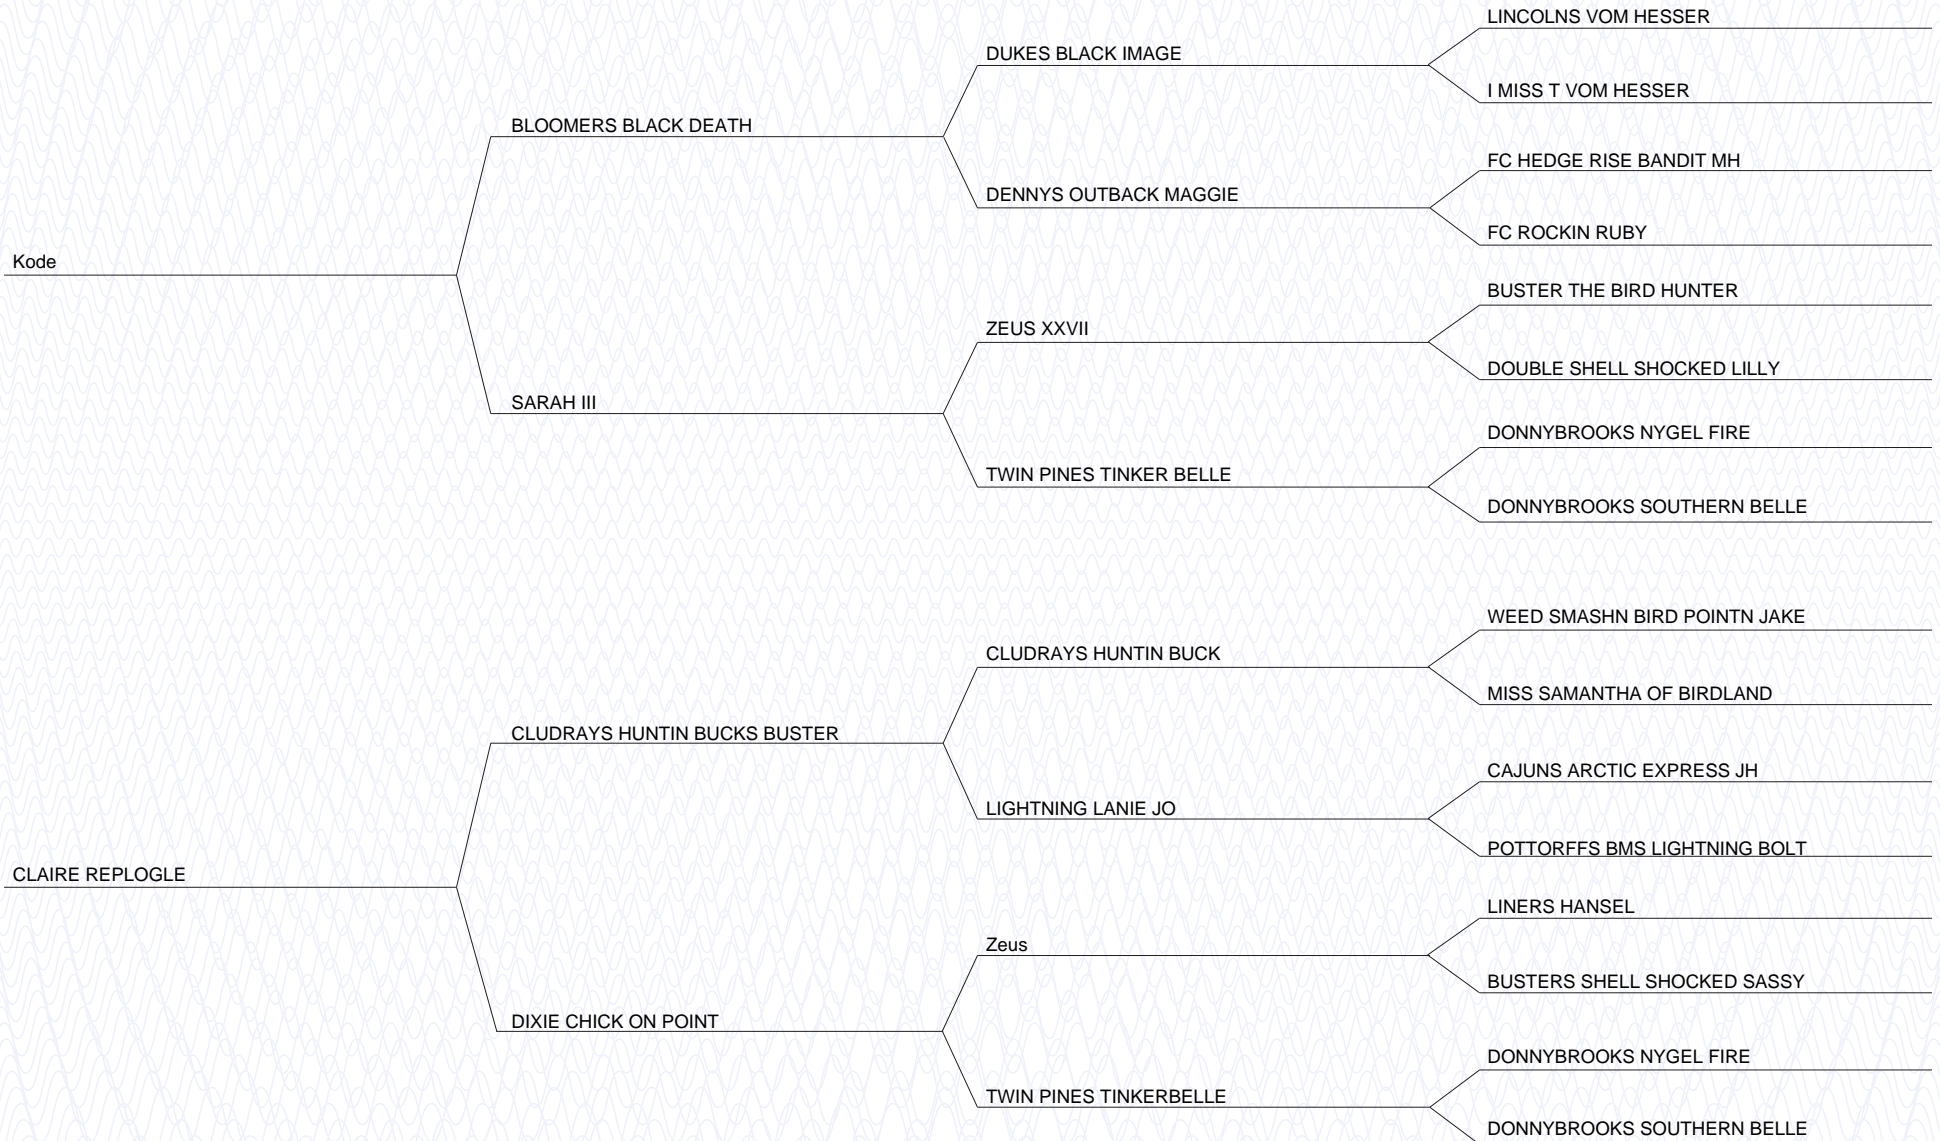 LINCOLNS VOM HESSER
DUKES BLACK IMAGE
I MISS T VOM HESSER
BLOOMERS BLACK DEATH
FC HEDGE RISE BANDIT MH
DENNYS OUTBACK MAGGIE
FC ROCKIN RUBY
Kode
BUSTER THE BIRD HUNTER
ZEUS XXVII
DOUBLE SHELL SHOCKED LILLY
SARAH III
DONNYBROOKS NYGEL FIRE
TWIN PINES TINKER BELLE
DONNYBROOKS SOUTHERN BELLE
WEED SMASHN BIRD POINTN JAKE
CLUDRAYS HUNTIN BUCK
MISS SAMANTHA OF BIRDLAND
CLUDRAYS HUNTIN BUCKS BUSTER
CAJUNS ARCTIC EXPRESS JH
LIGHTNING LANIE JO
POTTORFFS BMS LIGHTNING BOLT
CLAIRE REPLOGLE
LINERS HANSEL
Zeus
BUSTERS SHELL SHOCKED SASSY
DIXIE CHICK ON POINT
DONNYBROOKS NYGEL FIRE
TWIN PINES TINKERBELLE
DONNYBROOKS SOUTHERN BELLE